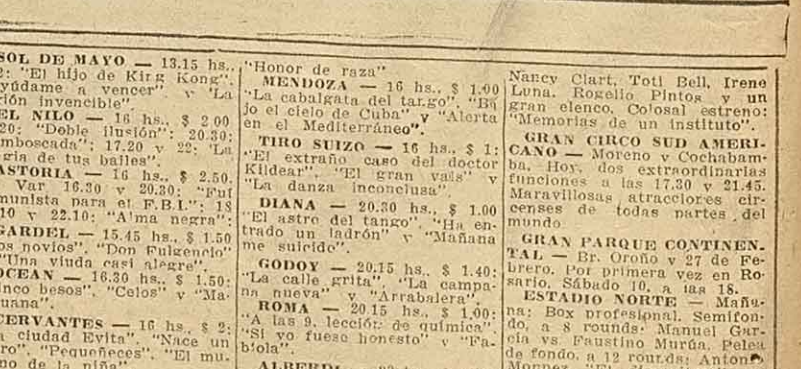 SOL DE MAYO — 13.15 hs.,
"El hijo de King Kong".
yúdame a vencer" y "La
ión invencible".
EL NILO — 16 hs., $ 2.00
20: "Doble ilusión"; 20.30:
mboscada"; 17.20 y 22: "La
gria de tus bailes".
ASTORIA — 16 hs., $ 2.50.
Var 16.30 y 20.30: "Fui
munista para el F.B.I."; 18
10 y 22.10: "Alma negra";
GARDEL — 15.45 hs., $ 1.50
os novios". "Don Fulgencio"
"Una viuda casi alegre".
OCEAN — 16.30 hs., $ 1.50:
inco besos". "Celos" y "Ma-
uana".
CERVANTES — 16 hs., $ 2;
a ciudad Evita". "Nace un
ro". "Pequeñeces". "El mu-
no de la niña".
"Honor de raza"
MENDOZA — 16 hs., $ 1.00
"La cabalgata del tango". "Ba
jo el cielo de Cuba" y "Alerta
en el Mediterráneo".
TIRO SUIZO — 16 hs., $ 1:
"El extraño caso del doctor
Kildear". "El gran vals" y
"La danza inconclusa".
DIANA — 20.30 hs., $ 1.00
"El astro del tango". "Ha en-
trado un ladrón" y "Mañana
me suicido".
GODOY — 20.15 hs., $ 1.40:
"La calle grita". "La campa-
na nueva" y "Arrabalera".
ROMA — 20.15 hs., $ 1.00:
"A las 9, lección de química".
"Si yo fuese honesto" y "Fa-
biola".
ALBERDI —
Nancy Clart, Toti Bell, Irene
Luna, Rogelio Pintos y un
gran elenco. Colosal estreno:
"Memorias de un instituto".
GRAN CIRCO SUD AMERI-
CANO — Moreno y Cochabam-
ba. Hoy, dos extraordinarias
funciones a las 17.30 y 21.45.
Maravillosas atracciones cir-
censes de todas partes del
mundo
GRAN PARQUE CONTINEN-
TAL — Br. Oroño y 27 de Fe-
brero. Por primera vez en Ro-
sario. Sábado 10, a las 18.
ESTADIO NORTE — Maña-
na: Box profesional. Semifon-
do, a 8 rounds: Manuel Gar-
cía vs. Faustino Murúa. Pelea
de fondo, a 12 rounds: Antonio